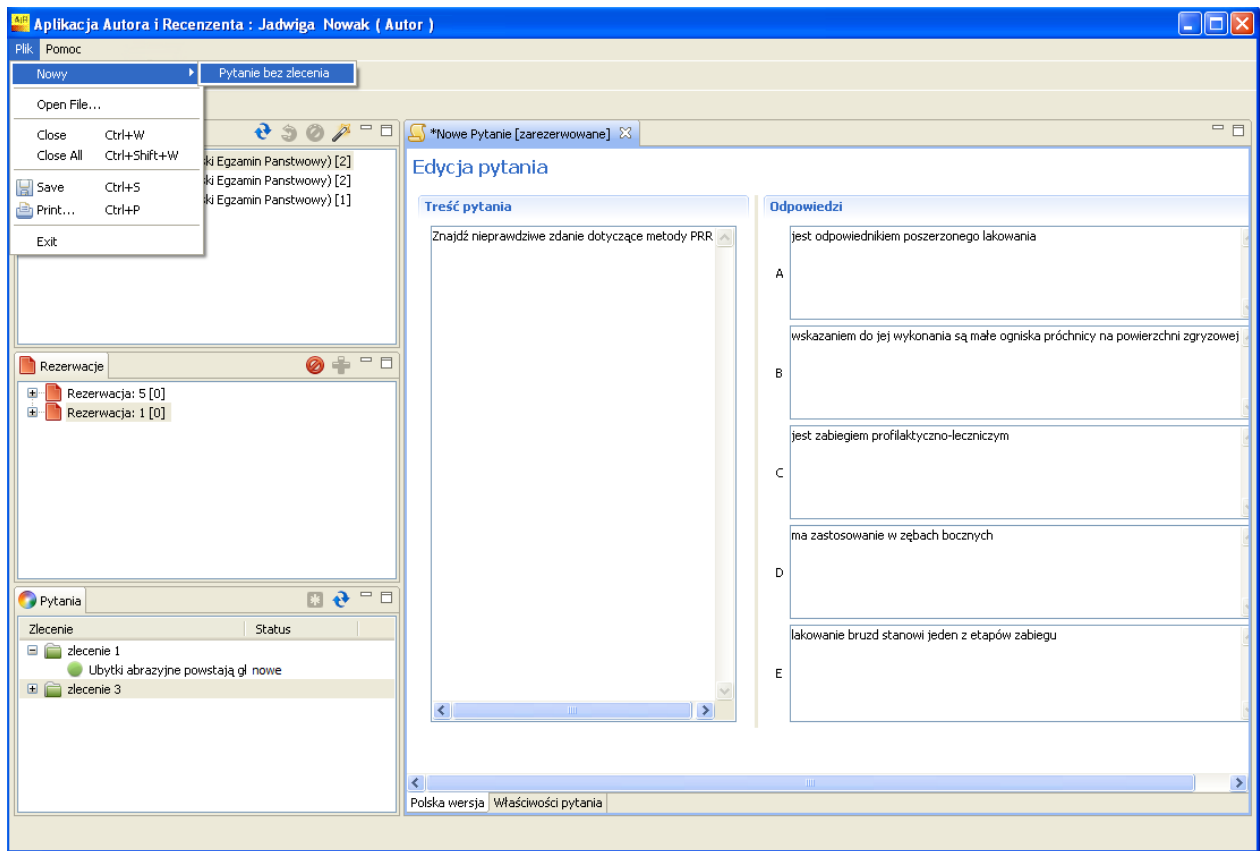 Aplikacja Autora i Recenzenta : Jadwiga Nowak ( Autor )
Plik Pomoc
Nowy
Pytanie bez zlecenia
Open File...
Close Ctrl+W
Close All Ctrl+Shift+W
Save Ctrl+S
Print... Ctrl+P
Exit
ki Egzamin Panstwowy) [2]
ki Egzamin Panstwowy) [2]
ki Egzamin Panstwowy) [1]
Rezerwacje
Rezerwacja: 5 [0]
Rezerwacja: 1 [0]
Pytania
Zlecenie Status
zlecenie 1
Ubytki abrazyjne powstają gł nowe
zlecenie 3
*Nowe Pytanie [zarezerwowane]
Edycja pytania
Treść pytania
Znajdź nieprawdziwe zdanie dotyczące metody PRR
Odpowiedzi
A jest odpowiednikiem poszerzonego lakowania
B wskazaniem do jej wykonania są małe ogniska próchnicy na powierzchni zgryzowej
C jest zabiegiem profilaktyczno-leczniczym
D ma zastosowanie w zębach bocznych
E lakowanie bruzd stanowi jeden z etapów zabiegu
Polska wersja Właściwości pytania